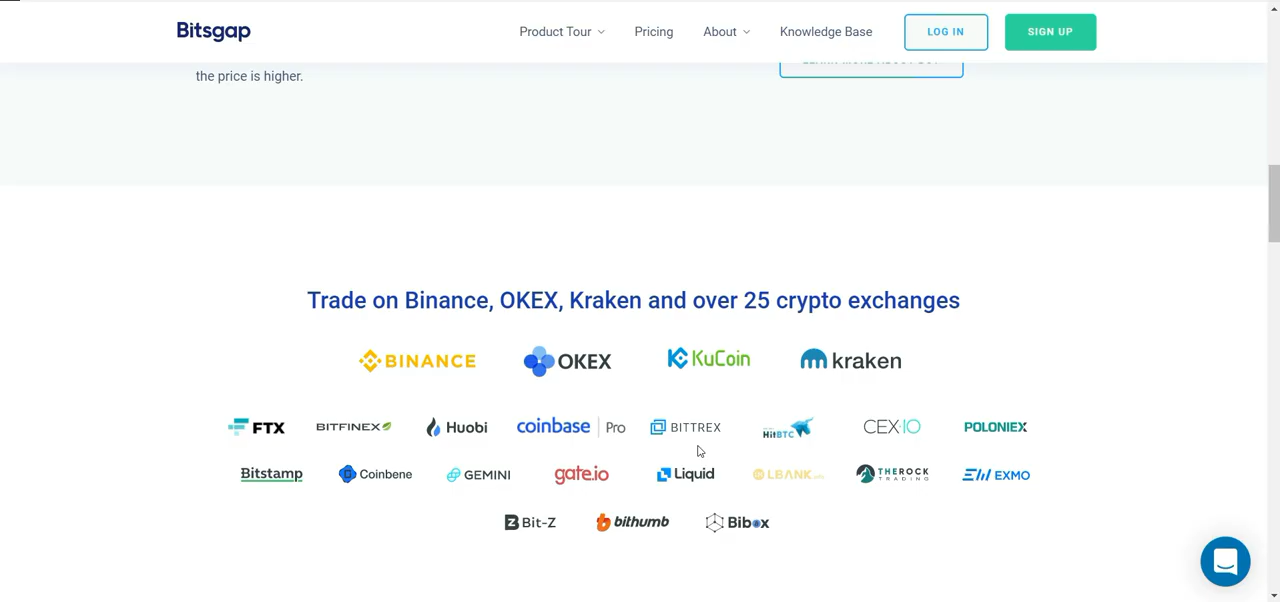 Bitsgap Product Tour Pricing About Knowledge Base LOG IN SIGN UP
the price is higher.
Trade on Binance, OKEX, Kraken and over 25 crypto exchanges
BINANCE OKEX KuCoin kraken
FTX BITFINEX Huobi coinbase Pro BITTREX HitBTC CEX.IO POLONIEX
Bitstamp Coinbene GEMINI gate.io Liquid LBANK THEROCK TRADING EXMO
Bit-Z bithumb Bibox